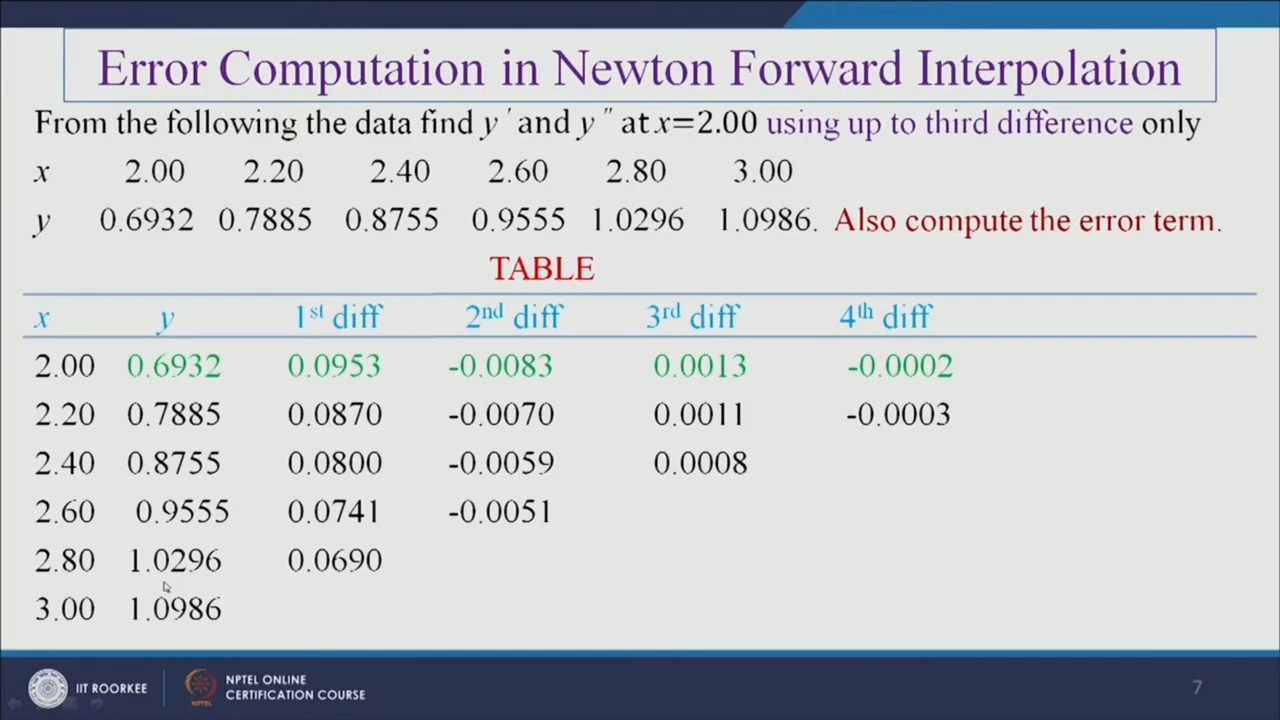 Error Computation in Newton Forward Interpolation
From the following the data find y′ and y″ at x=2.00 using up to third difference only
x 2.00 2.20 2.40 2.60 2.80 3.00
y 0.6932 0.7885 0.8755 0.9555 1.0296 1.0986. Also compute the error term.
TABLE
x y 1st diff 2nd diff 3rd diff 4th diff
2.00 0.6932 0.0953 -0.0083 0.0013 -0.0002
2.20 0.7885 0.0870 -0.0070 0.0011 -0.0003
2.40 0.8755 0.0800 -0.0059 0.0008
2.60 0.9555 0.0741 -0.0051
2.80 1.0296 0.0690
3.00 1.0986
IIT ROORKEE
NPTEL ONLINE
CERTIFICATION COURSE
7